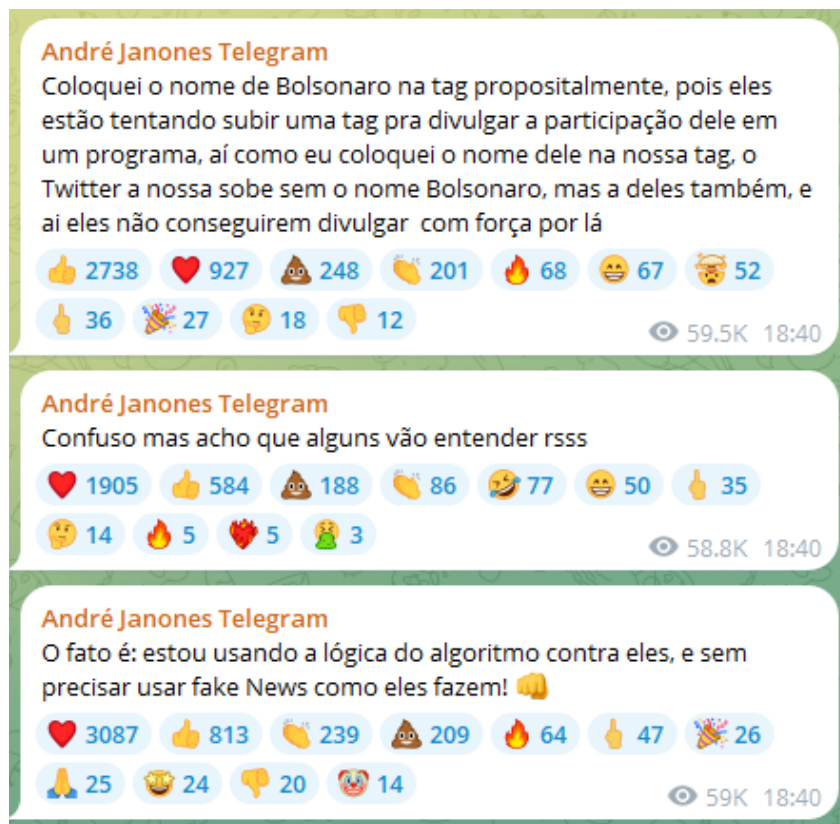 André Janones Telegram
Coloquei o nome de Bolsonaro na tag propositalmente, pois eles
estão tentando subir uma tag pra divulgar a participação dele em
um programa, aí como eu coloquei o nome dele na nossa tag, o
Twitter a nossa sobe sem o nome Bolsonaro, mas a deles também, e
ai eles não conseguirem divulgar  com força por lá
👍 2738 ❤️ 927 💩 248 👏 201 🔥 68 😁 67 🤯 52
🖕 36 🎉 27 🤔 18 👎 12
59.5K 18:40
André Janones Telegram
Confuso mas acho que alguns vão entender rsss
❤️ 1905 👍 584 💩 188 👏 86 🤣 77 😁 50 🖕 35
🤔 14 🔥 5 ❤️‍🔥 5 🤮 3
58.8K 18:40
André Janones Telegram
O fato é: estou usando a lógica do algoritmo contra eles, e sem
precisar usar fake News como eles fazem! 👊
❤️ 3087 👍 813 👏 239 💩 209 🔥 64 🖕 47 🎉 26
🙏 25 🤩 24 👎 20 🤡 14
59K 18:40